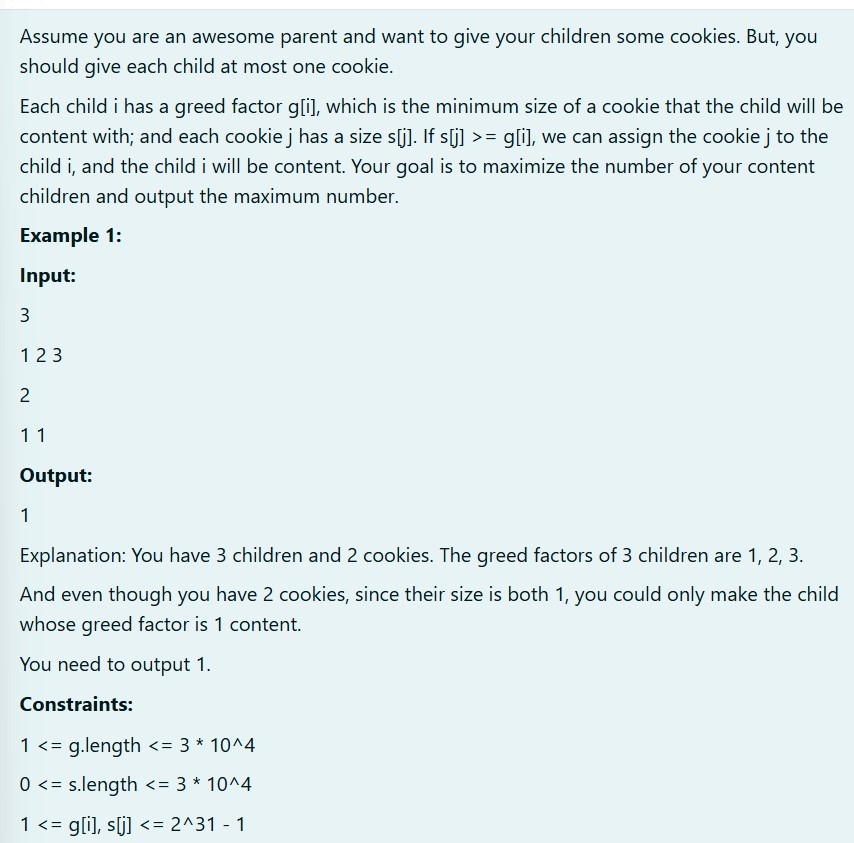 Assume you are an awesome parent and want to give your children some cookies. But, you
should give each child at most one cookie.
Each child i has a greed factor g[i], which is the minimum size of a cookie that the child will be
content with; and each cookie j has a size s[j]. If s[j] >= g[i], we can assign the cookie j to the
child i, and the child i will be content. Your goal is to maximize the number of your content
children and output the maximum number.
Example 1:
Input:
3
1 2 3
2
1 1
Output:
1
Explanation: You have 3 children and 2 cookies. The greed factors of 3 children are 1, 2, 3.
And even though you have 2 cookies, since their size is both 1, you could only make the child
whose greed factor is 1 content.
You need to output 1.
Constraints:
1 <= g.length <= 3 * 10^4
0 <= s.length <= 3 * 10^4
1 <= g[i], s[j] <= 2^31 - 1